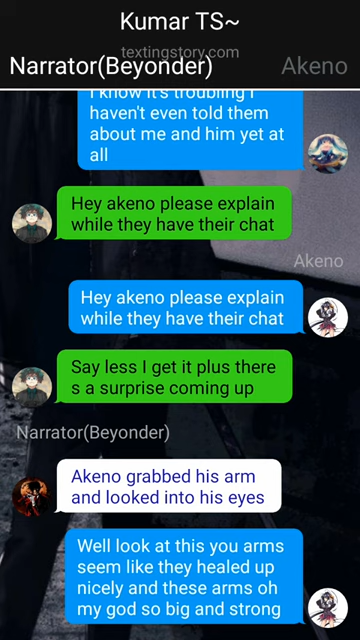 Kumar TS~
textingstory.com
Narrator(Beyonder)
Akeno
I know it's troubling I
haven't even told them
about me and him yet at
all
Hey akeno please explain
while they have their chat
Akeno
Hey akeno please explain
while they have their chat
Say less I get it plus there
s a surprise coming up
Narrator(Beyonder)
Akeno grabbed his arm
and looked into his eyes
Well look at this you arms
seem like they healed up
nicely and these arms oh
my god so big and strong